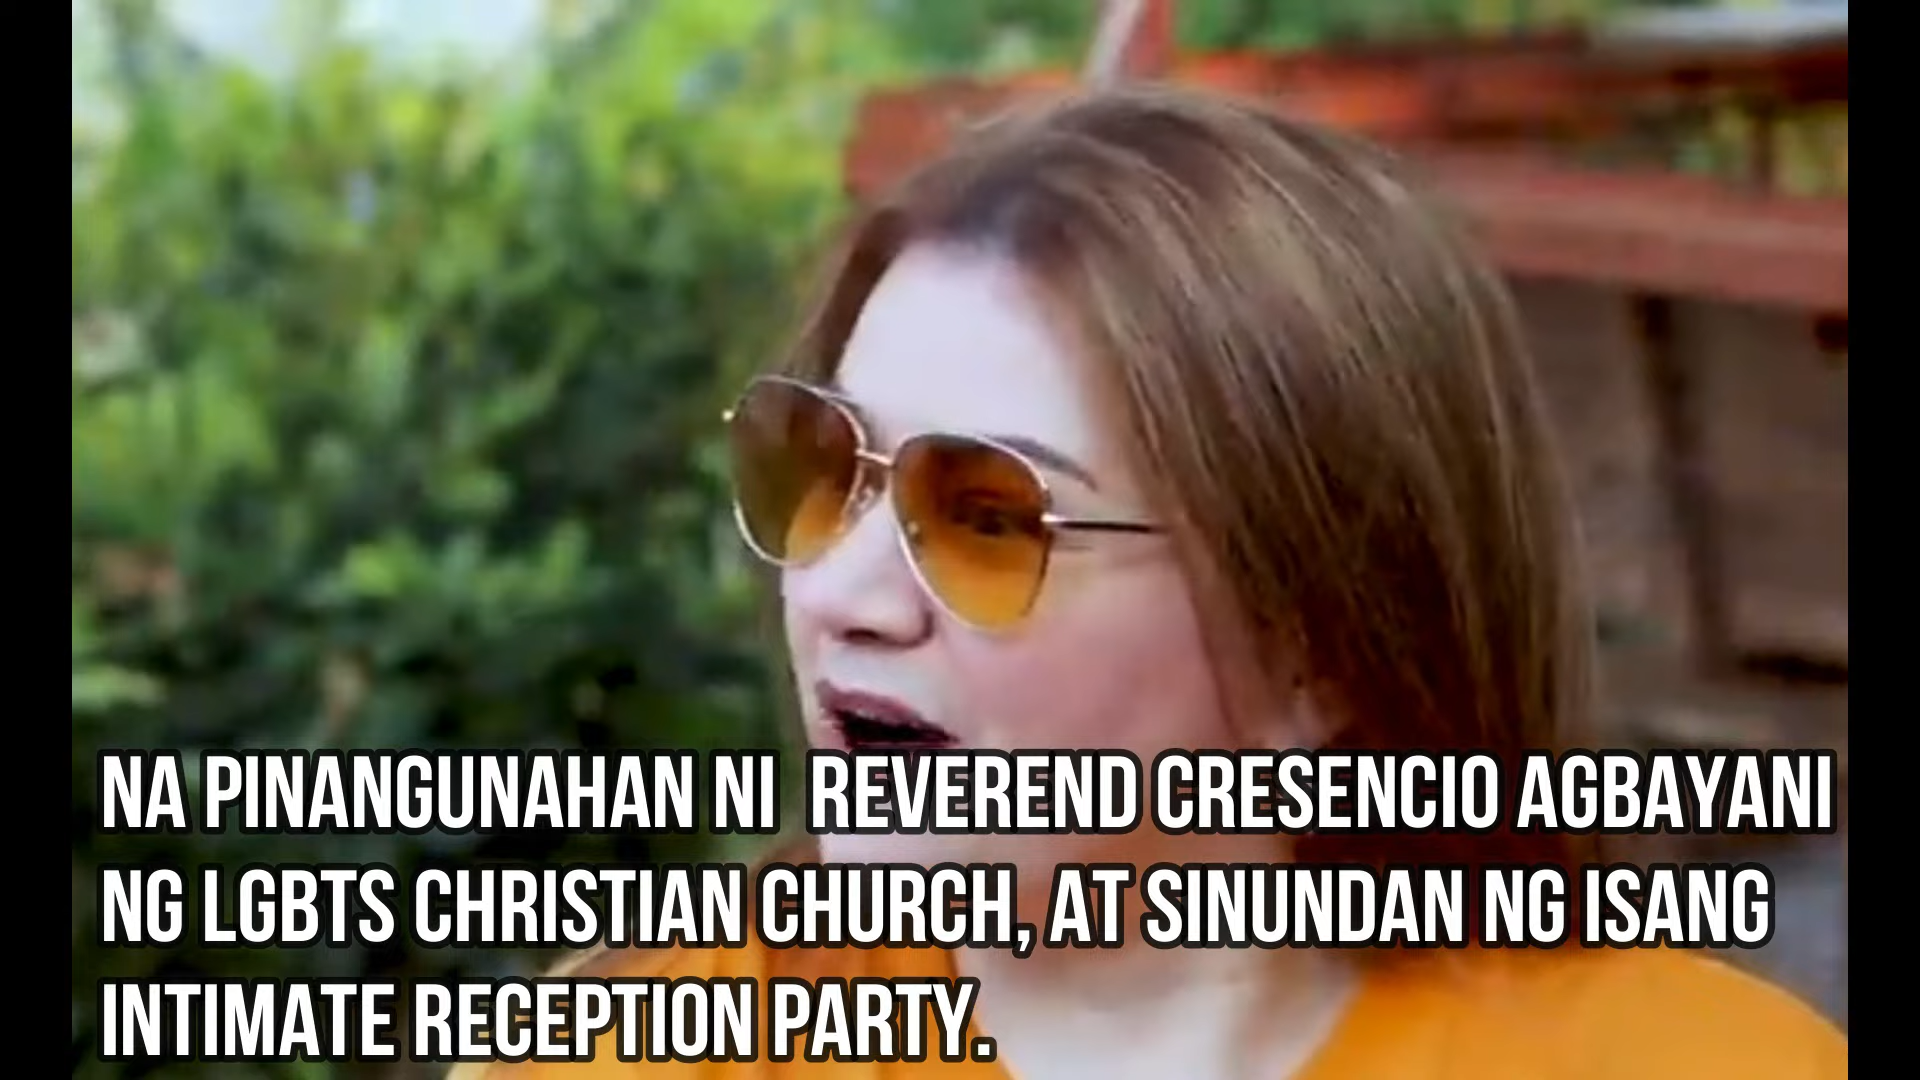 NA PINANGUNAHAN NI REVEREND CRESENCIO AGBAYANI
NG LGBTS CHRISTIAN CHURCH, AT SINUNDAN NG ISANG
INTIMATE RECEPTION PARTY.